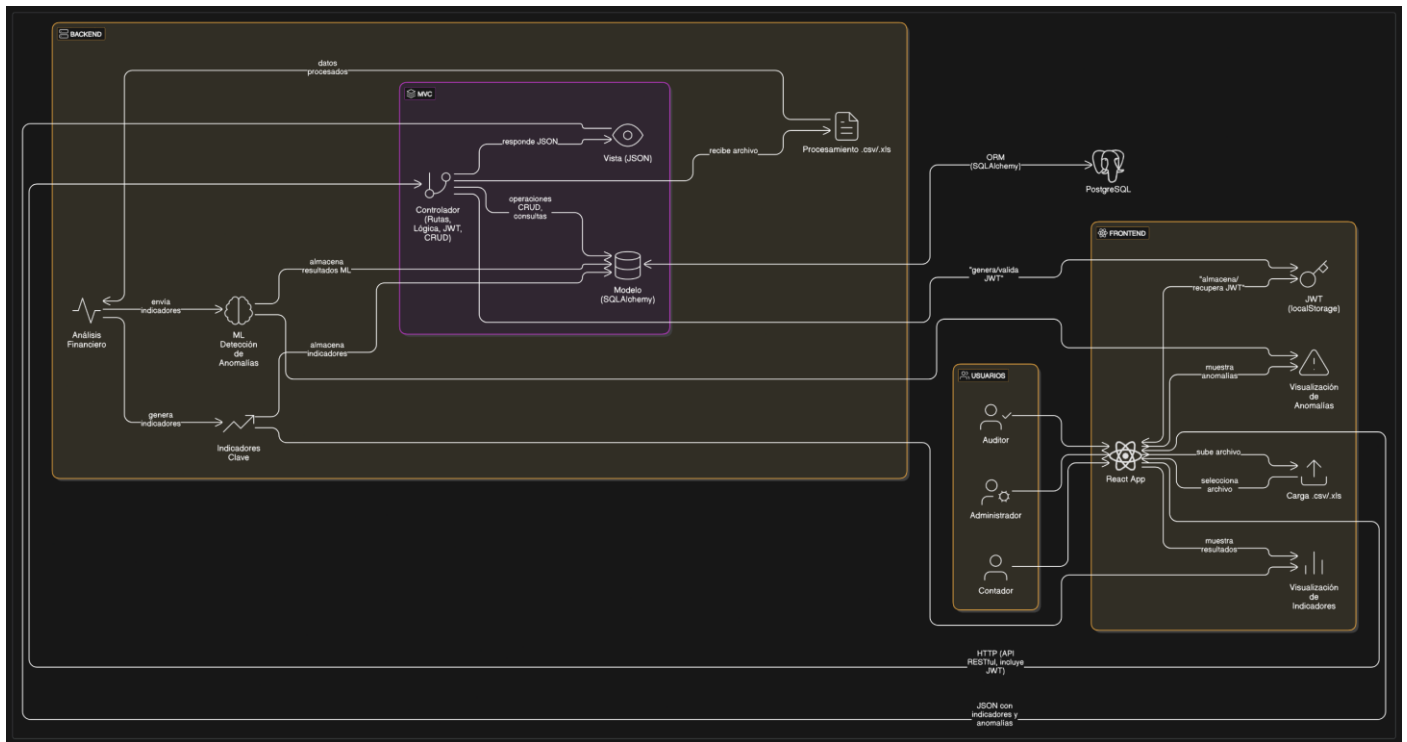 BACKEND
datos
procesados
MVC
responde JSON
Vista (JSON)
recibe archivo
Procesamiento .csv/.xls
ORM
(SQLAlchemy)
PostgreSQL
Controlador
(Rutas,
Lógica, JWT,
CRUD)
operaciones
CRUD,
consultas
Modelo
(SQLAlchemy)
almacena
resultados ML
envía
indicadores
Análisis
Financiero
ML
Detección
de
Anomalías
almacena
indicadores
genera
indicadores
Indicadores
Clave
FRONTEND
"genera/valida
JWT"
"almacena/
recupera JWT"
JWT
(localStorage)
muestra
anomalías
Visualización
de
Anomalías
USUARIOS
Auditor
Administrador
Contador
React App
sube archivo
selecciona
archivo
Carga .csv/.xls
muestra
resultados
Visualización
de
Indicadores
HTTP (API
RESTful, incluye
JWT)
JSON con
indicadores y
anomalías